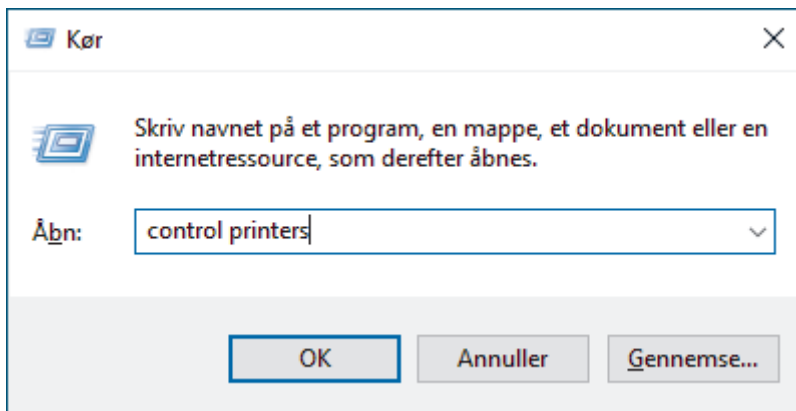 Kør
Skriv navnet på et program, en mappe, et dokument eller en
internetressource, som derefter åbnes.
Åbn: control printers
OK Annuller Gennemse...